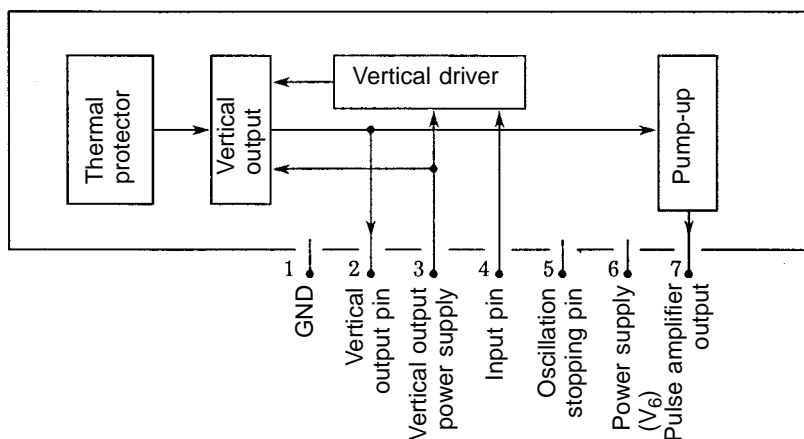 Thermal
protector
Vertical
output
Vertical driver
Pump-up
1
2
3
4
5
6
7
GND
Vertical
output pin
Vertical output
power supply
Input pin
Oscillation
stopping pin
Power supply
(V6)
Pulse amplifier
output